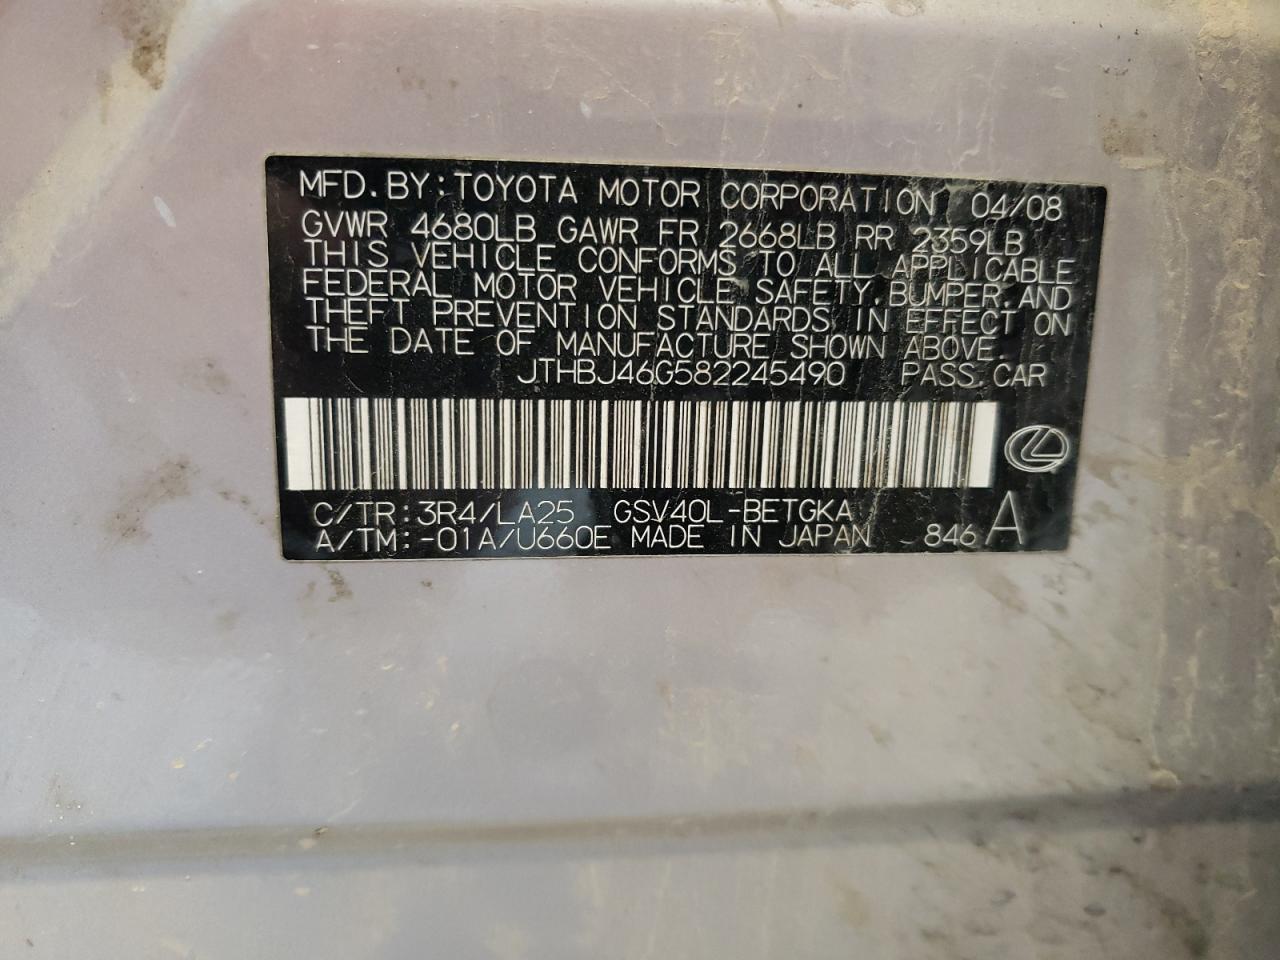 MFD.BY:TOYOTA MOTOR CORPORATION 04/08
GVWR 4680LB GAWR FR 2668LB RR 2359LB
THIS VEHICLE CONFORMS TO ALL APPLICABLE
FEDERAL MOTOR VEHICLE SAFETY,BUMPER,AND
THEFT PREVENTION STANDARDS IN EFFECT ON
THE DATE OF MANUFACTURE SHOWN ABOVE.
JTHBJ46G582245490 PASS.CAR
C/TR:3R4/LA25 GSV40L-BETGKA
A/TM:-01A/U660E MADE IN JAPAN 846 A